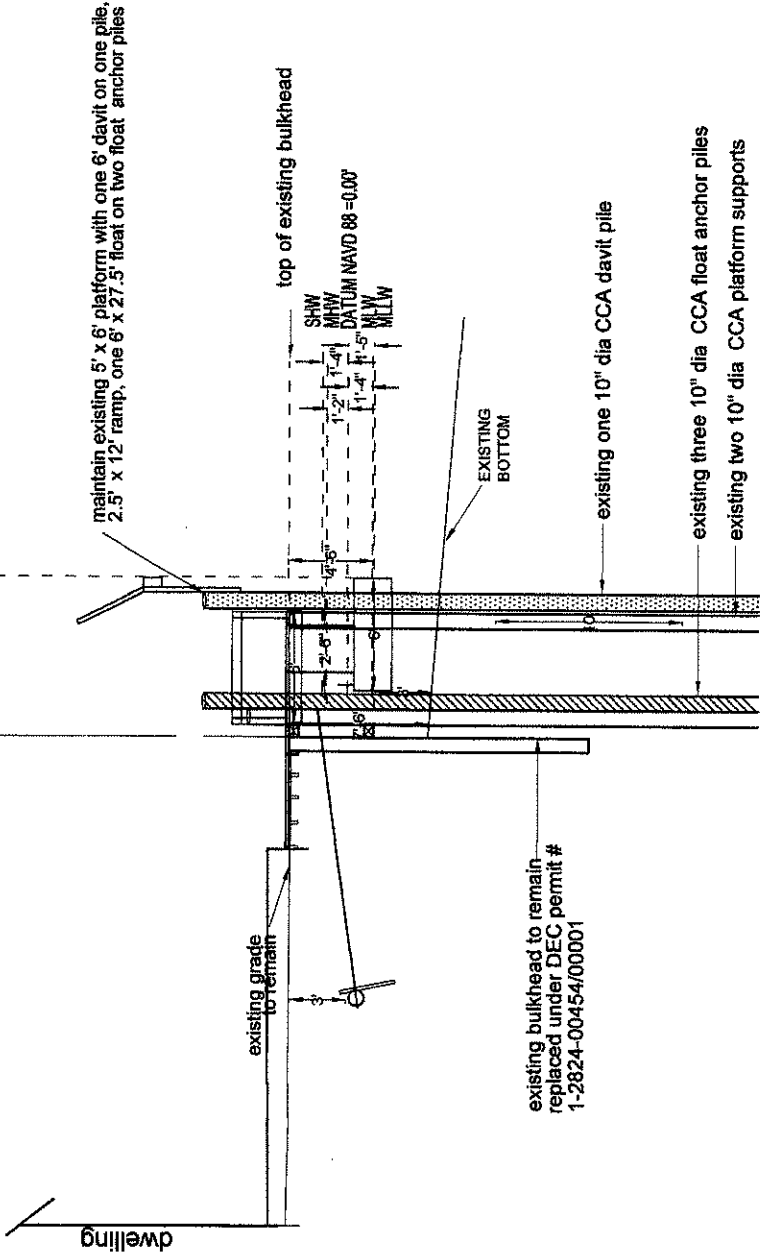 maintain existing 5' x 6' platform with one 6' davit on one pile,
2.5' x 12' ramp, one 6' x 27.5' float on two float anchor piles
top of existing bulkhead
SHW
MHW
DATUM NAVD 88 =0.00'
MLW
MLLW
1'-4"
1'-2"
1'-5"
1'-4"
4'-6"
2'-6"
6'
EXISTING
BOTTOM
existing grade
to remain
3'
existing one 10" dia CCA davit pile
existing three 10" dia CCA float anchor piles
existing two 10" dia CCA platform supports
existing bulkhead to remain
replaced under DEC permit #
1-2824-00454/00001
dwelling